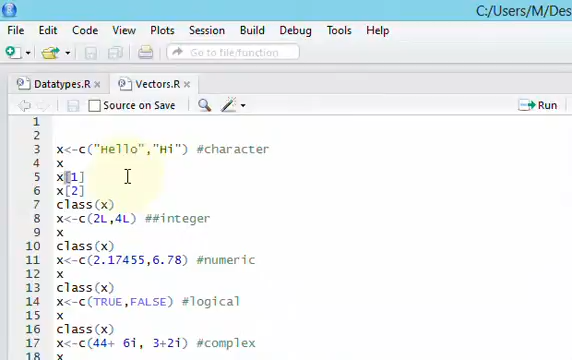 C:/Users/M/Des
File Edit View Plots Session Build Debug Tools Help
Go to file/function
Datatypes.R × Vectors.R ×
Source on Save Run
1
2
3 x<-c("Hello","Hi") #character
4 x
5 x[1]
6 x[2]
7 class(x)
8 x<-c(2L,4L) ##integer
9 x
10 class(x)
11 x<-c(2.17455,6.78) #numeric
12 x
13 class(x)
14 x<-c(TRUE,FALSE) #logical
15 x
16 class(x)
17 x<-c(44+ 6i, 3+2i) #complex
18 x